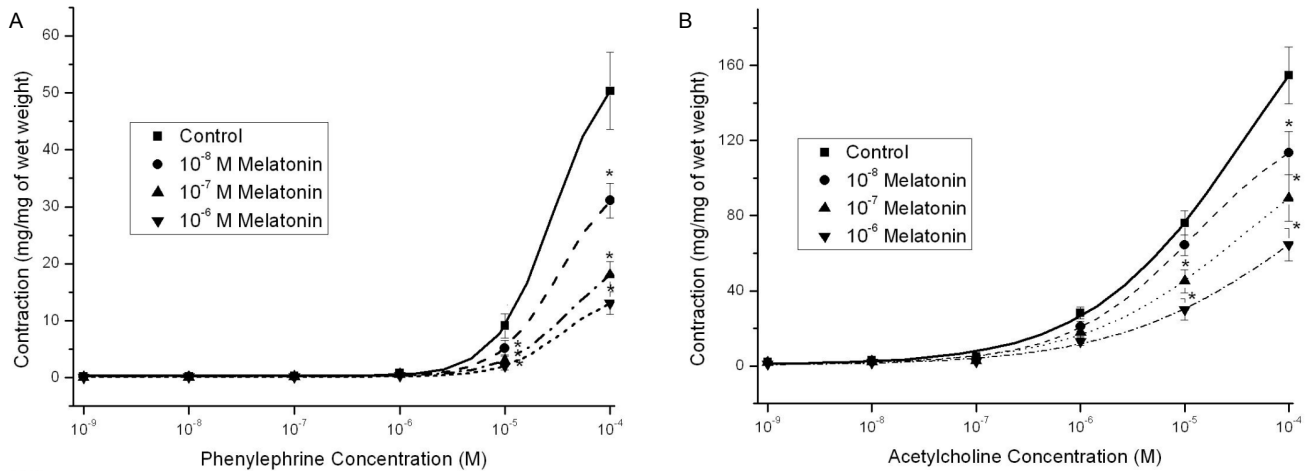 A
60
50
40
30
20
10
0
Contraction (mg/mg of wet weight)
Control
10⁻⁸ M Melatonin
10⁻⁷ M Melatonin
10⁻⁶ M Melatonin
*
*
*
*
*
*
10⁻⁹
10⁻⁸
10⁻⁷
10⁻⁶
10⁻⁵
10⁻⁴
Phenylephrine Concentration (M)
B
160
120
80
40
0
Contraction (mg/mg of wet weight)
Control
10⁻⁸ Melatonin
10⁻⁷ Melatonin
10⁻⁶ Melatonin
*
*
*
*
*
10⁻⁹
10⁻⁸
10⁻⁷
10⁻⁶
10⁻⁵
10⁻⁴
Acetylcholine Concentration (M)